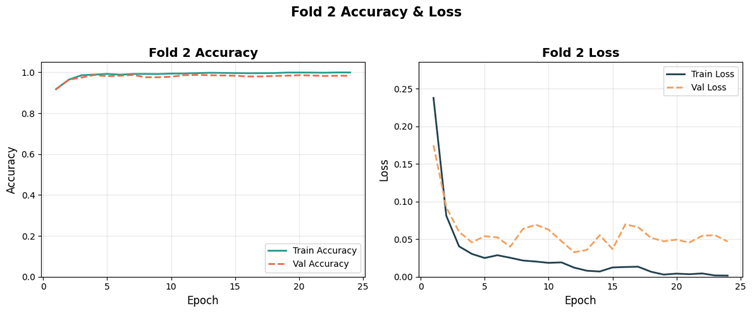 Fold 2 Accuracy & Loss
Fold 2 Accuracy
1.0
0.8
0.6
0.4
0.2
0.0
Accuracy
0
5
10
15
20
25
Epoch
Train Accuracy
Val Accuracy
Fold 2 Loss
0.25
0.20
0.15
0.10
0.05
0.00
Loss
0
5
10
15
20
25
Epoch
Train Loss
Val Loss